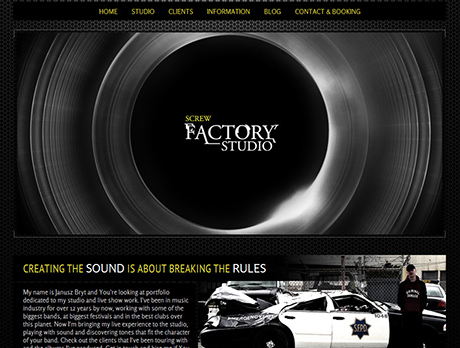 HOME STUDIO CLIENTS INFORMATION BLOG CONTACT & BOOKING
SCREW
FACTORY
STUDIO
CREATING THE SOUND IS ABOUT BREAKING THE RULES
My name is Janusz Bryt and You're looking at portfolio
dedicated to my studio and live show work. I've been in music
industry for over 12 years by now, working with some of the
biggest bands, at biggest festivals and in the best clubs over
this planet. Now I'm bringing my live experience to the studio,
playing with sound and discovering tones that fit the character
of your band. Check out the clients that I've been touring with
SFPD